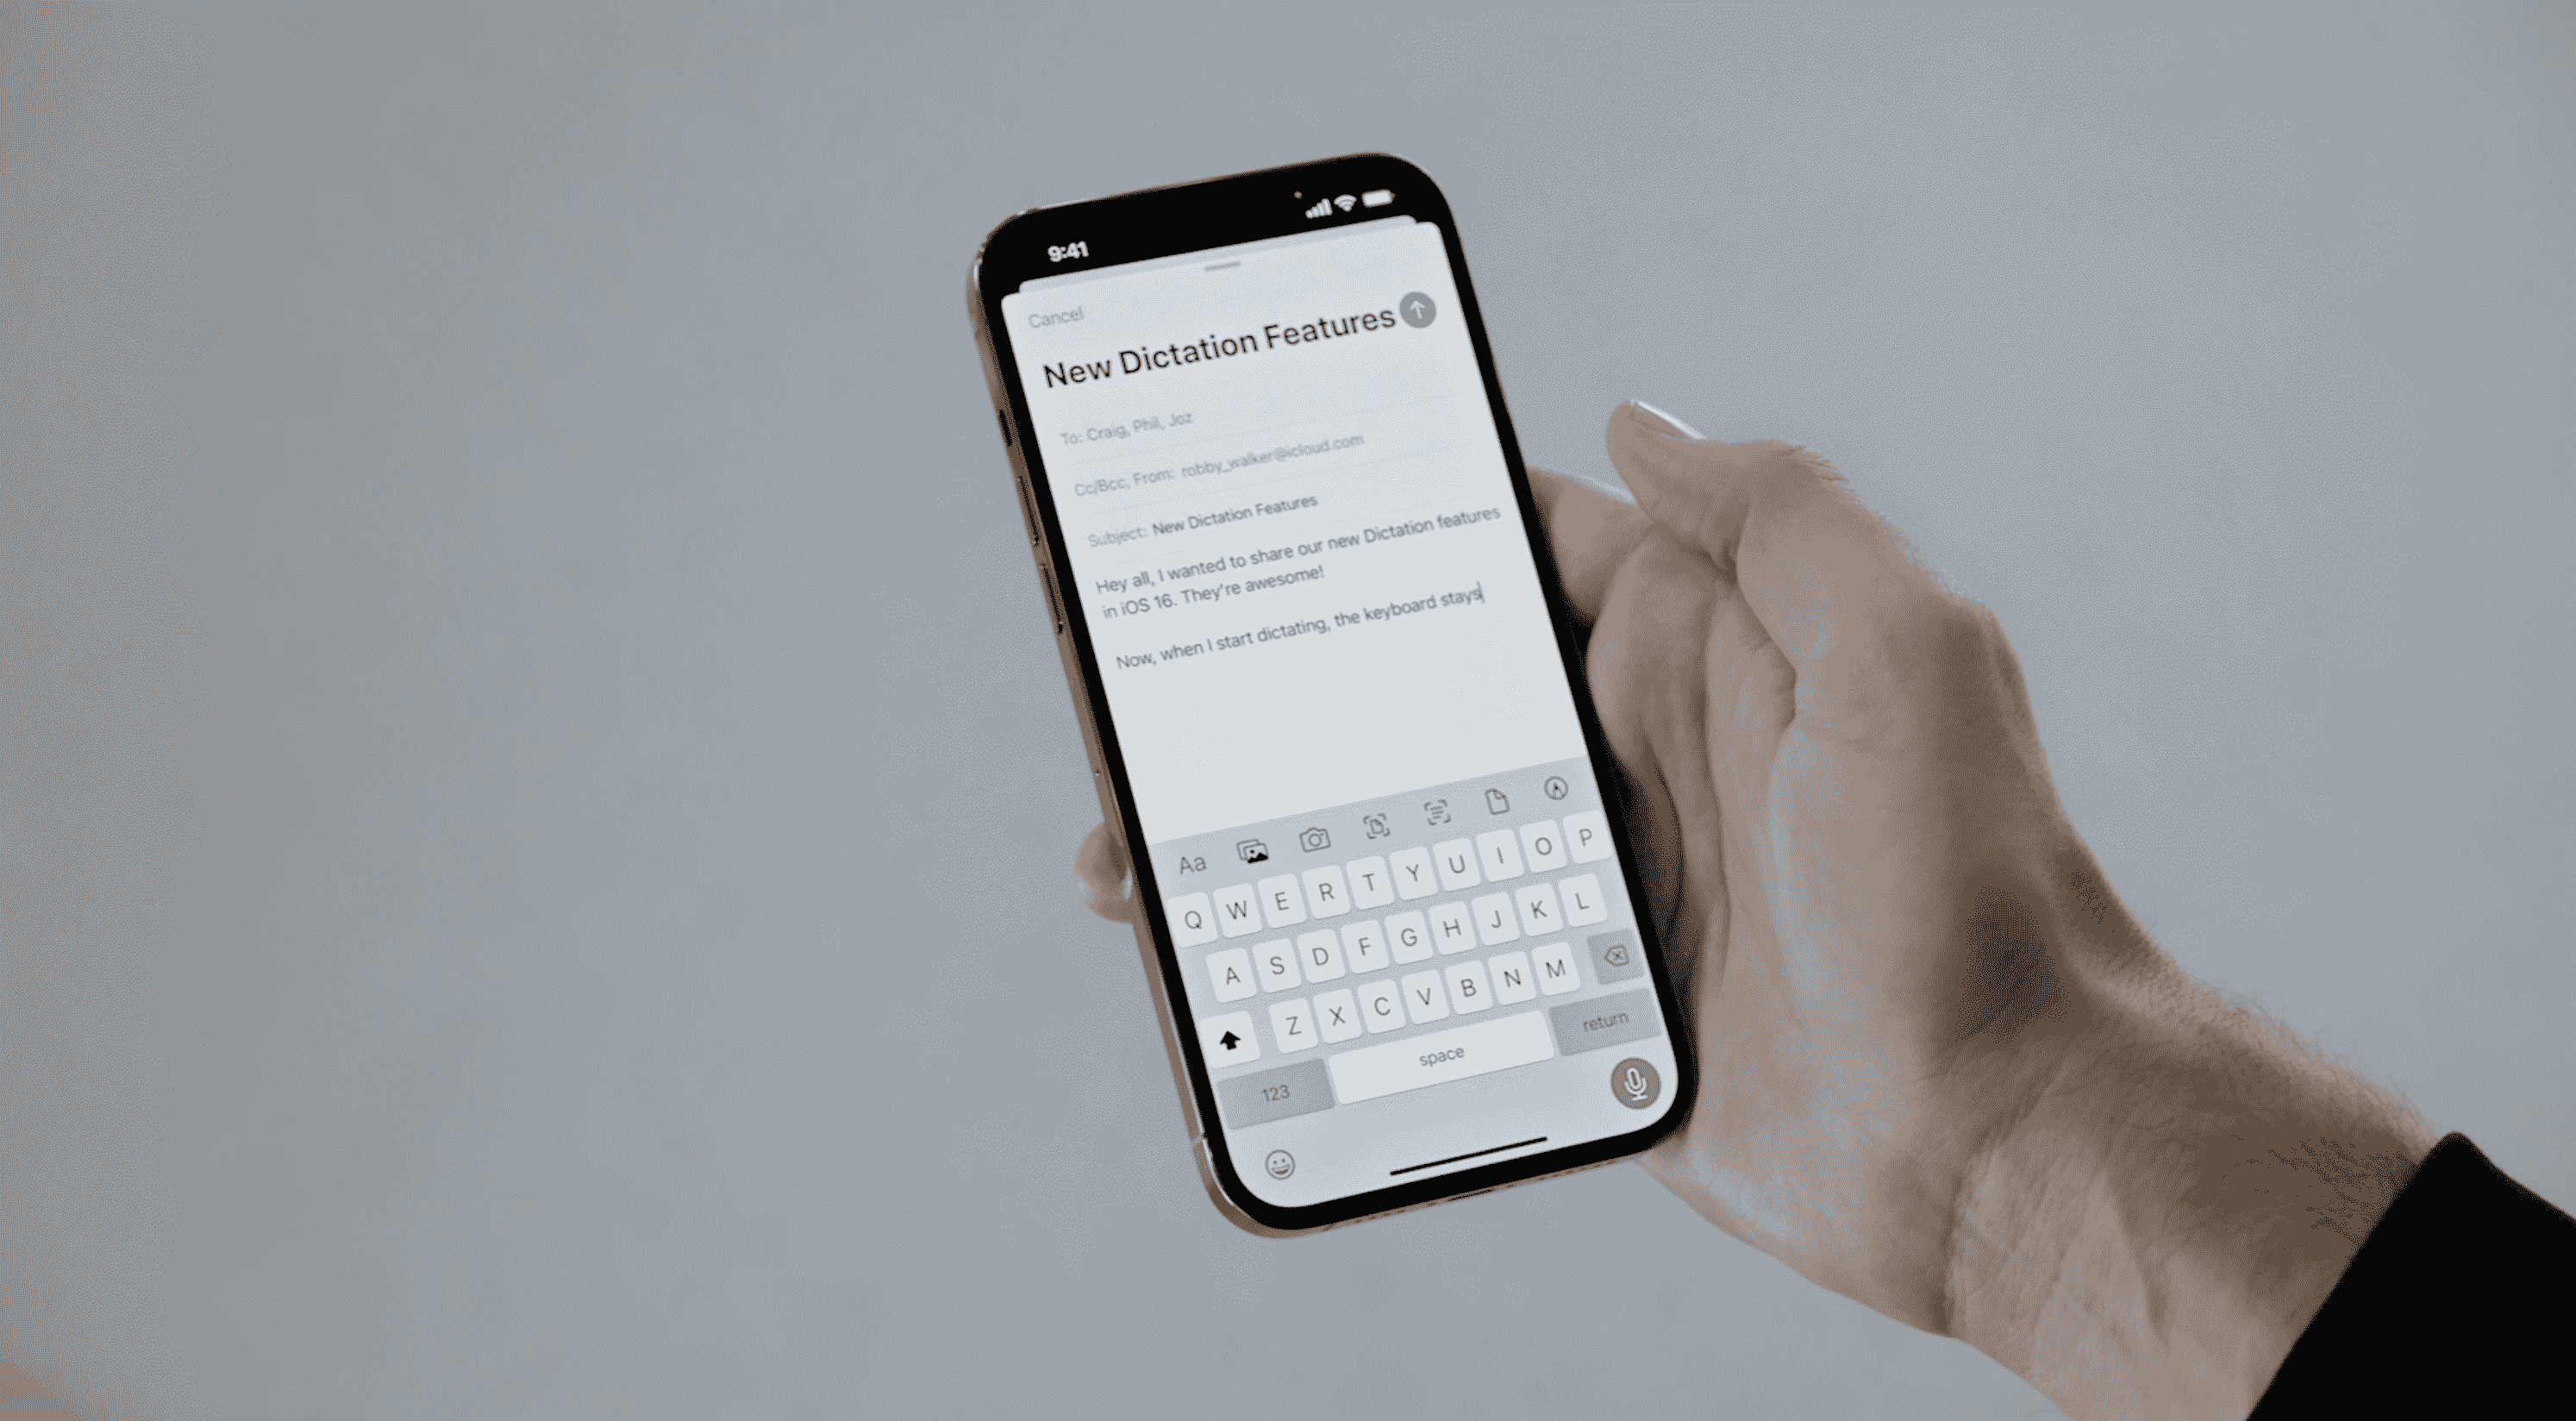 9:41
Cancel
New Dictation Features
To: Craig, Phil, Joz
Cc/Bcc, From: robby_walker@icloud.com
Subject: New Dictation Features
Hey all, I wanted to share our new Dictation features
in iOS 16. They're awesome!
Now, when I start dictating, the keyboard stays
Aa
Q W E R T Y U I O P
A S D F G H J K L
Z X C V B N M
123 space return